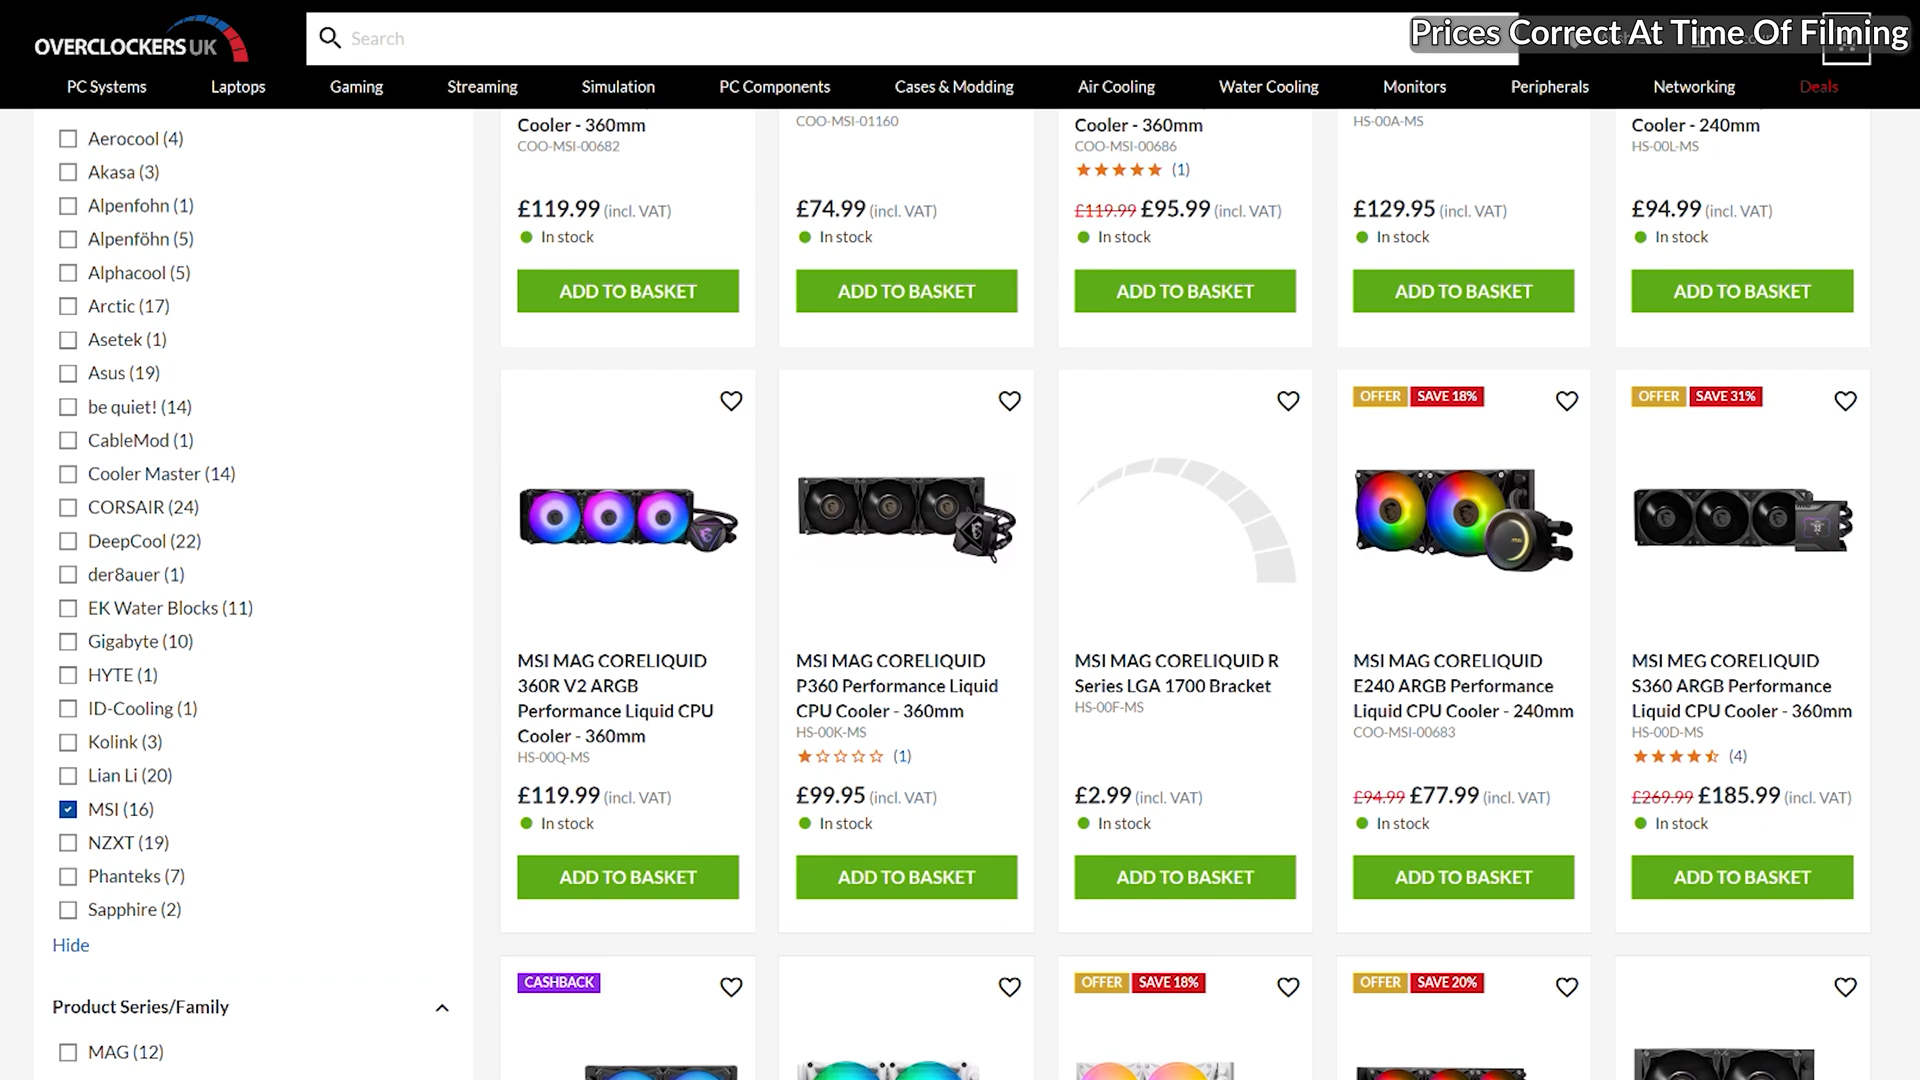 OVERCLOCKERS UK
Search
Prices Correct At Time Of Filming
PC Systems
Laptops
Gaming
Streaming
Simulation
PC Components
Cases & Modding
Air Cooling
Water Cooling
Monitors
Peripherals
Networking
Deals
Aerocool (4)
Akasa (3)
Alpenfohn (1)
Alpenföhn (5)
Alphacool (5)
Arctic (17)
Asetek (1)
Asus (19)
be quiet! (14)
CableMod (1)
Cooler Master (14)
CORSAIR (24)
DeepCool (22)
der8auer (1)
EK Water Blocks (11)
Gigabyte (10)
HYTE (1)
ID-Cooling (1)
Kolink (3)
Lian Li (20)
MSI (16)
NZXT (19)
Phanteks (7)
Sapphire (2)
Hide
Product Series/Family
MAG (12)
Cooler - 360mm
COO-MSI-00682
£119.99 (incl. VAT)
In stock
ADD TO BASKET
COO-MSI-01160
£74.99 (incl. VAT)
In stock
ADD TO BASKET
Cooler - 360mm
COO-MSI-00686
(1)
£119.99 £95.99 (incl. VAT)
In stock
ADD TO BASKET
HS-00A-MS
£129.95 (incl. VAT)
In stock
ADD TO BASKET
Cooler - 240mm
HS-00L-MS
£94.99 (incl. VAT)
In stock
ADD TO BASKET
MSI MAG CORELIQUID
360R V2 ARGB
Performance Liquid CPU
Cooler - 360mm
HS-00Q-MS
£119.99 (incl. VAT)
In stock
ADD TO BASKET
MSI MAG CORELIQUID
P360 Performance Liquid
CPU Cooler - 360mm
HS-00K-MS
(1)
£99.95 (incl. VAT)
In stock
ADD TO BASKET
MSI MAG CORELIQUID R
Series LGA 1700 Bracket
HS-00F-MS
£2.99 (incl. VAT)
In stock
ADD TO BASKET
OFFER SAVE 18%
MSI MAG CORELIQUID
E240 ARGB Performance
Liquid CPU Cooler - 240mm
COO-MSI-00683
£94.99 £77.99 (incl. VAT)
In stock
ADD TO BASKET
OFFER SAVE 31%
MSI MEG CORELIQUID
S360 ARGB Performance
Liquid CPU Cooler - 360mm
HS-00D-MS
(4)
£269.99 £185.99 (incl. VAT)
In stock
ADD TO BASKET
CASHBACK
OFFER SAVE 18%
OFFER SAVE 20%